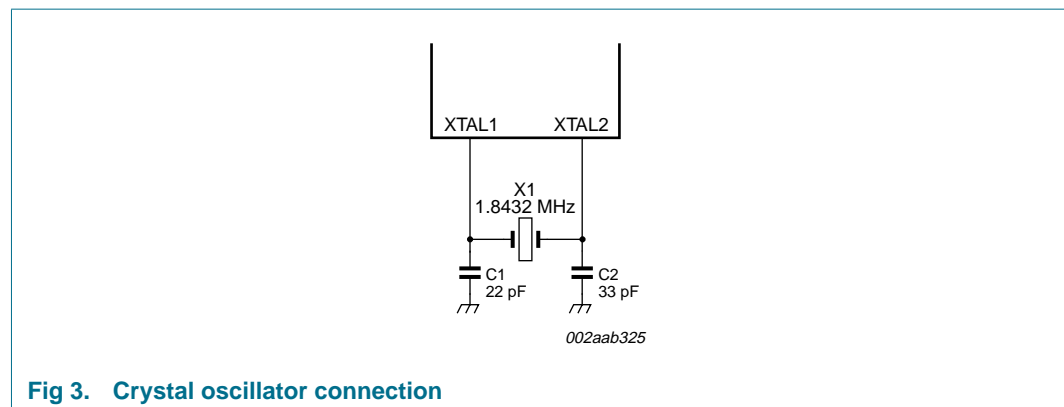 XTAL1 XTAL2
X1
1.8432 MHz
C1 C2
22 pF 33 pF
002aab325
Fig 3. Crystal oscillator connection